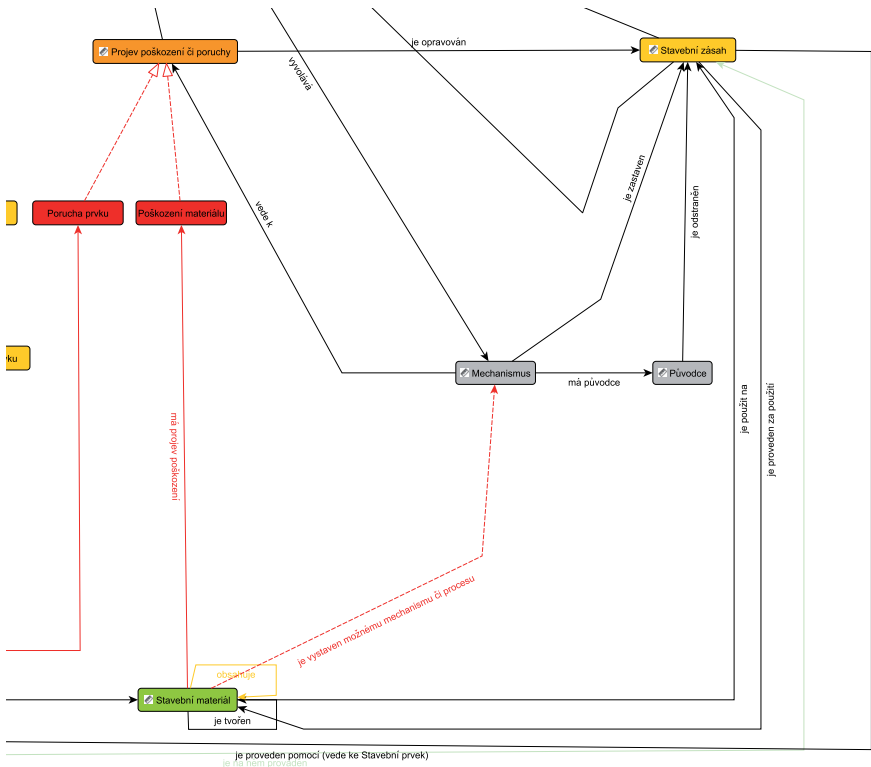 je opravován
Projev poškození či poruchy
Stavební zásah
vyvolává
je zastaven
Porucha prvku
Poškození materiálu
vede k
je odstraněn
Mechanismus
má původce
Původce
je použit na
je proveden za použití
má projev poškození
je vystaven možnému mechanismu či procesu
obsahuje
Stavební materiál
je tvořen
je proveden pomocí (vede ke Stavební prvek)
je na něm prováděn